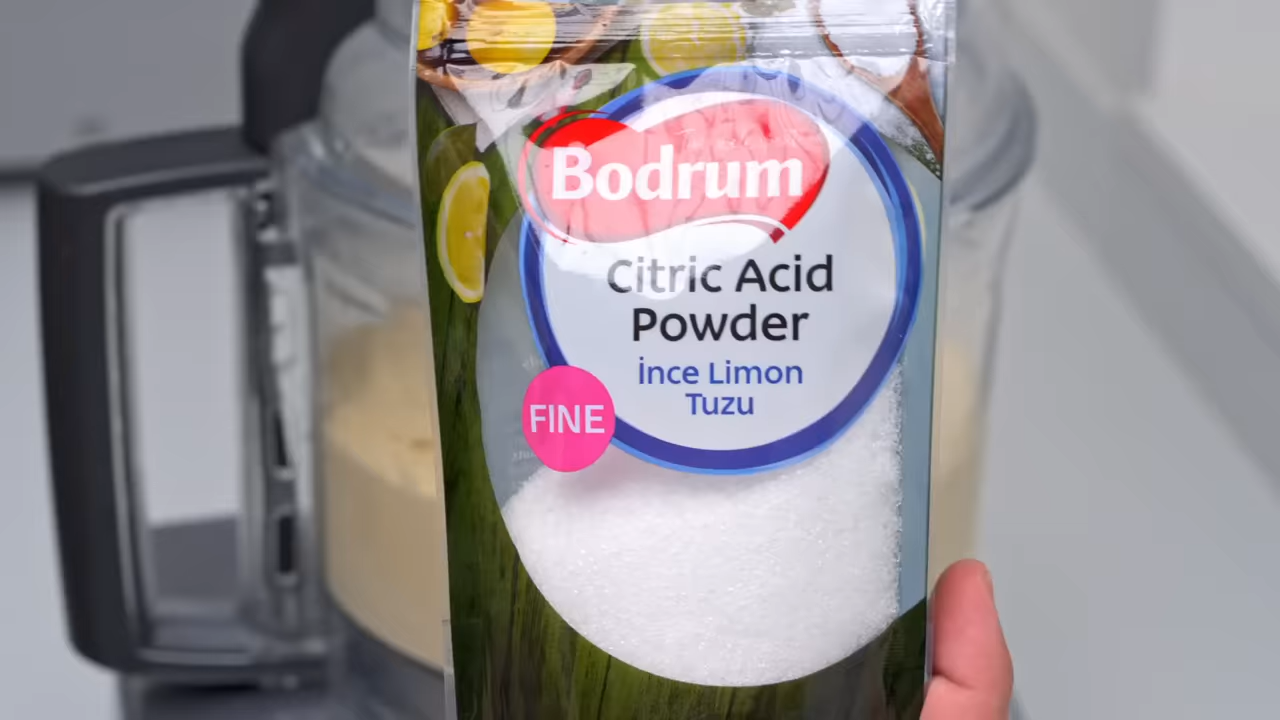 Bodrum
Citric Acid
Powder
İnce Limon
Tuzu
FINE